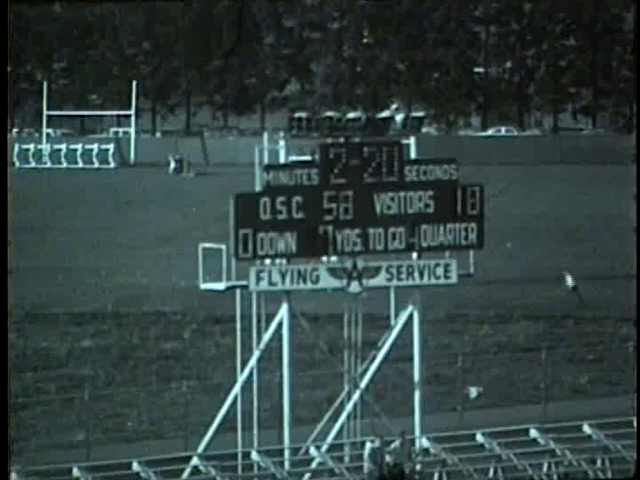 MINUTES 2-20 SECONDS
O.S.C. 58 VISITORS 18
0 DOWN 7 YDS. TO GO 4 QUARTER
FLYING A SERVICE